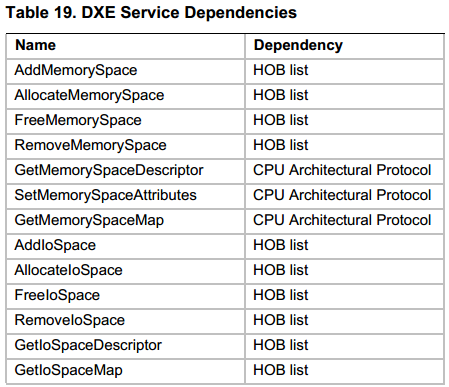 Table 19. DXE Service Dependencies
Name Dependency
AddMemorySpace HOB list
AllocateMemorySpace HOB list
FreeMemorySpace HOB list
RemoveMemorySpace HOB list
GetMemorySpaceDescriptor CPU Architectural Protocol
SetMemorySpaceAttributes CPU Architectural Protocol
GetMemorySpaceMap CPU Architectural Protocol
AddIoSpace HOB list
AllocateIoSpace HOB list
FreeIoSpace HOB list
RemoveIoSpace HOB list
GetIoSpaceDescriptor HOB list
GetIoSpaceMap HOB list